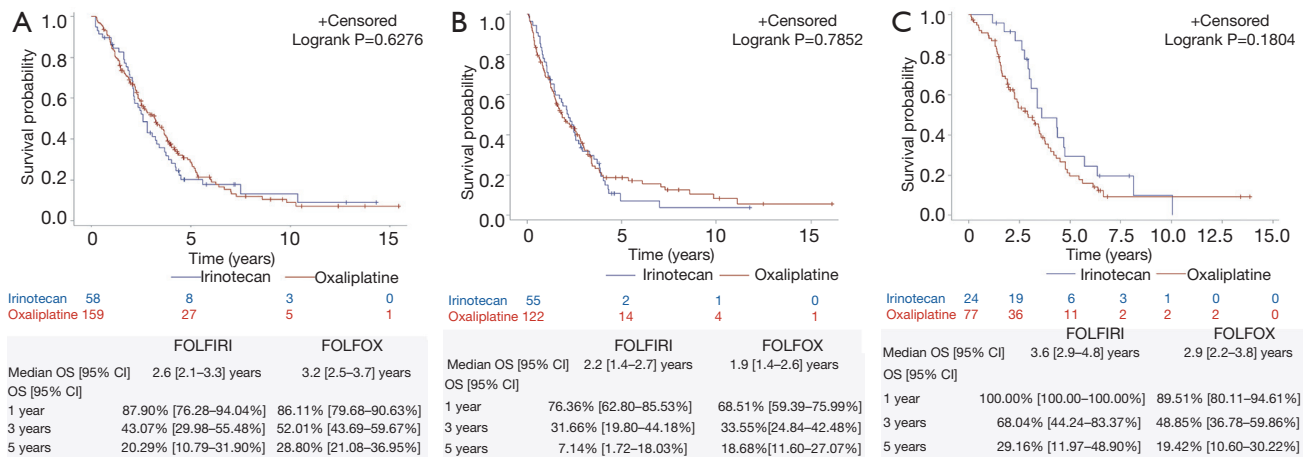 A
+Censored
Logrank P=0.6276
Survival probability
1.0
0.8
0.6
0.4
0.2
0.0
0 5 10 15
Time (years)
Irinotecan Oxaliplatine
Irinotecan 58 8 3 0
Oxaliplatine 159 27 5 1
FOLFIRI FOLFOX
Median OS [95% CI] 2.6 [2.1–3.3] years 3.2 [2.5–3.7] years
OS [95% CI]
1 year 87.90% [76.28–94.04%] 86.11% [79.68–90.63%]
3 years 43.07% [29.98–55.48%] 52.01% [43.69–59.67%]
5 years 20.29% [10.79–31.90%] 28.80% [21.08–36.95%]
B
+Censored
Logrank P=0.7852
Survival probability
1.0
0.8
0.6
0.4
0.2
0.0
0 5 10 15
Time (years)
Irinotecan Oxaliplatine
Irinotecan 55 2 1 0
Oxaliplatine 122 14 4 1
FOLFIRI FOLFOX
Median OS [95% CI] 2.2 [1.4–2.7] years 1.9 [1.4–2.6] years
OS [95% CI]
1 year 76.36% [62.80–85.53%] 68.51% [59.39–75.99%]
3 years 31.66% [19.80–44.18%] 33.55%[24.84–42.48%]
5 years 7.14% [1.72–18.03%] 18.68%[11.60–27.07%]
C
+Censored
Logrank P=0.1804
Survival probability
1.0
0.8
0.6
0.4
0.2
0.0
0 2.5 5.0 7.5 10.0 12.5 15.0
Time (years)
Irinotecan Oxaliplatine
Irinotecan 24 19 6 3 1 0 0
Oxaliplatine 77 36 11 2 2 2 0
FOLFIRI FOLFOX
Median OS [95% CI] 3.6 [2.9–4.8] years 2.9 [2.2–3.8] years
OS [95% CI]
1 year 100.00% [100.00–100.00%] 89.51% [80.11–94.61%]
3 years 68.04% [44.24–83.37%] 48.85% [36.78–59.86%]
5 years 29.16% [11.97–48.90%] 19.42% [10.60–30.22%]